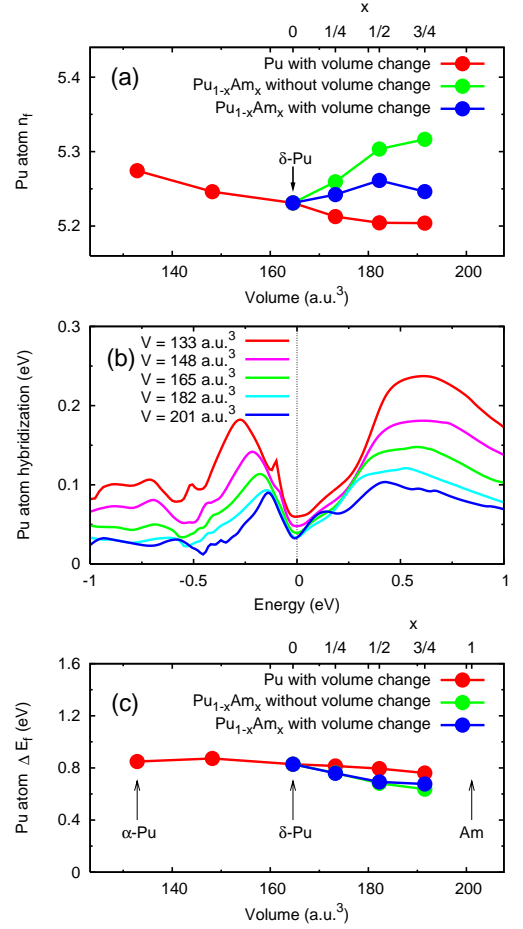 x
0 1/4 1/2 3/4
(a)
Pu with volume change
Pu1-xAmx without volume change
Pu1-xAmx with volume change
δ-Pu
Pu atom nf
5.4
5.3
5.2
140 160 180 200
Volume (a.u.3)
(b)
V = 133 a.u.3
V = 148 a.u.3
V = 165 a.u.3
V = 182 a.u.3
V = 201 a.u.3
Pu atom hybridization (eV)
0.3
0.2
0.1
0
-1 -0.5 0 0.5 1
Energy (eV)
x
0 1/4 1/2 3/4 1
(c)
Pu with volume change
Pu1-xAmx without volume change
Pu1-xAmx with volume change
Pu atom Δ Ef (eV)
1.6
1.2
0.8
0.4
0
α-Pu δ-Pu Am
140 160 180 200
Volume (a.u.3)